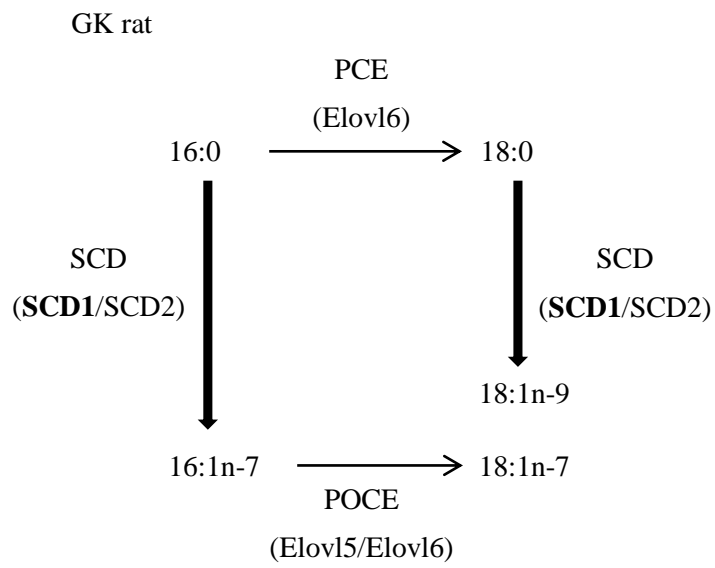 GK rat
PCE
(Elovl6)
16:0
18:0
SCD
(SCD1/SCD2)
SCD
(SCD1/SCD2)
18:1n-9
16:1n-7
18:1n-7
POCE
(Elovl5/Elovl6)